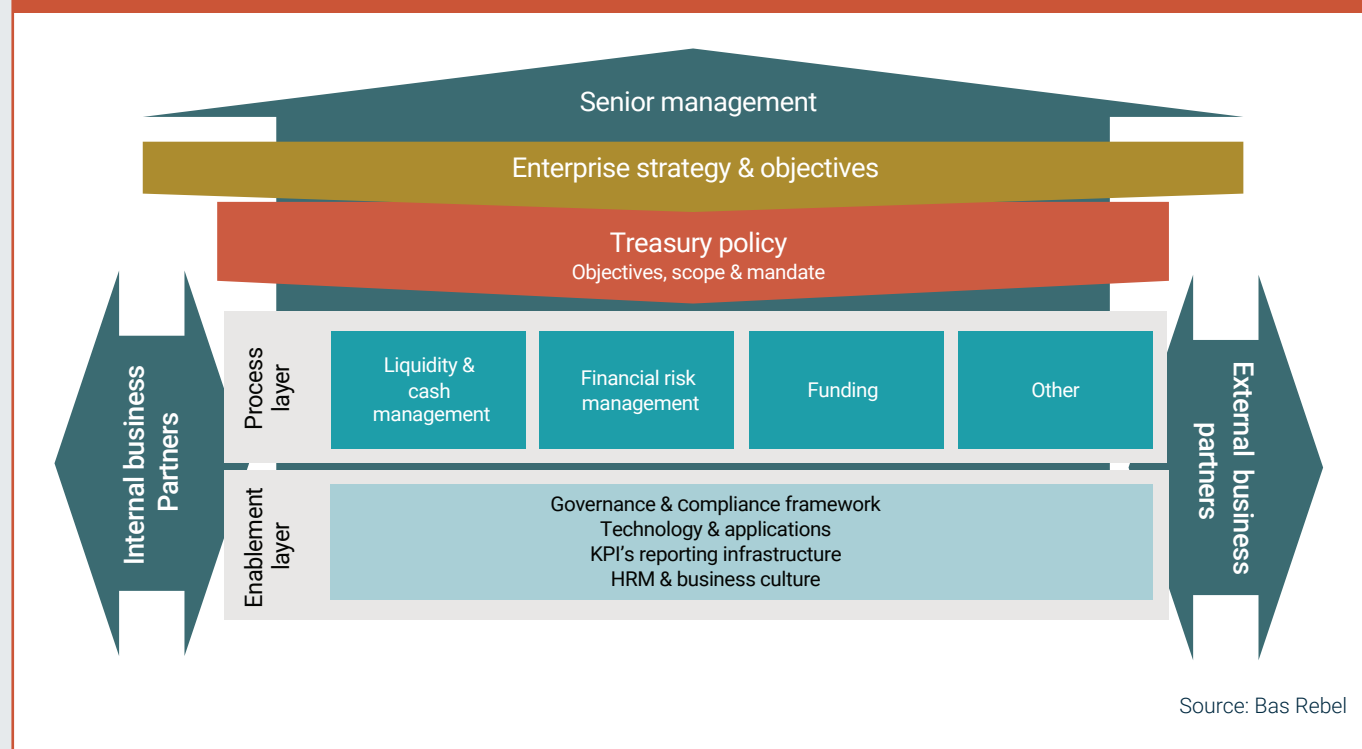 Senior management
Enterprise strategy & objectives
Treasury policy
Objectives, scope & mandate
Internal business
Partners
Process
layer
Liquidity &
cash
management
Financial risk
management
Funding
Other
Enablement
layer
Governance & compliance framework
Technology & applications
KPI's reporting infrastructure
HRM & business culture
External business
partners
Source: Bas Rebel